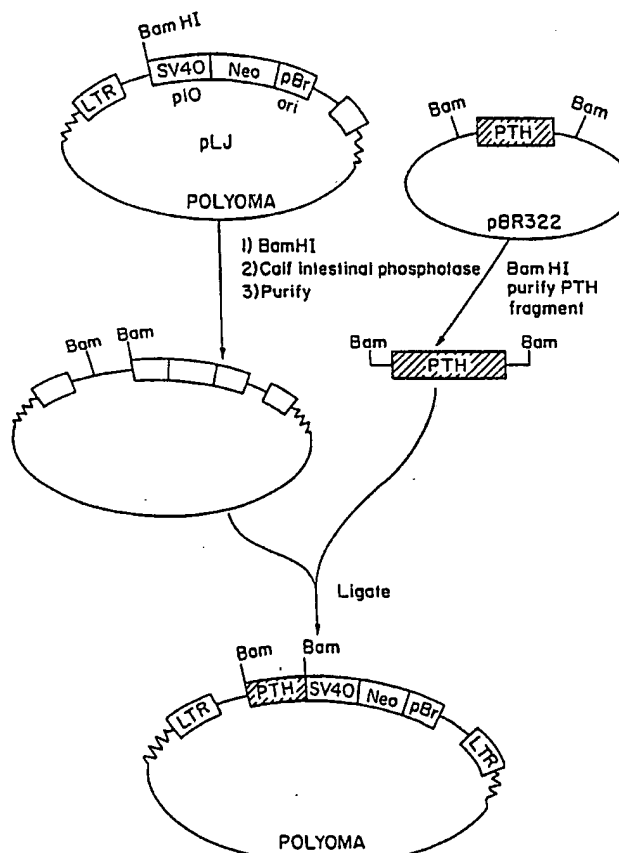 Bam HI
LTR
SV40
Neo
pBr
pIO
ori
pLJ
POLYOMA
Bam
PTH
Bam
pBR322
1) BamHI
2) Calf intestinal phosphotase
3) Purify
Bam HI
purify PTH
fragment
Bam
Bam
Bam
PTH
Bam
Ligate
Bam
Bam
LTR
PTH
SV40
Neo
pBr
LTR
POLYOMA